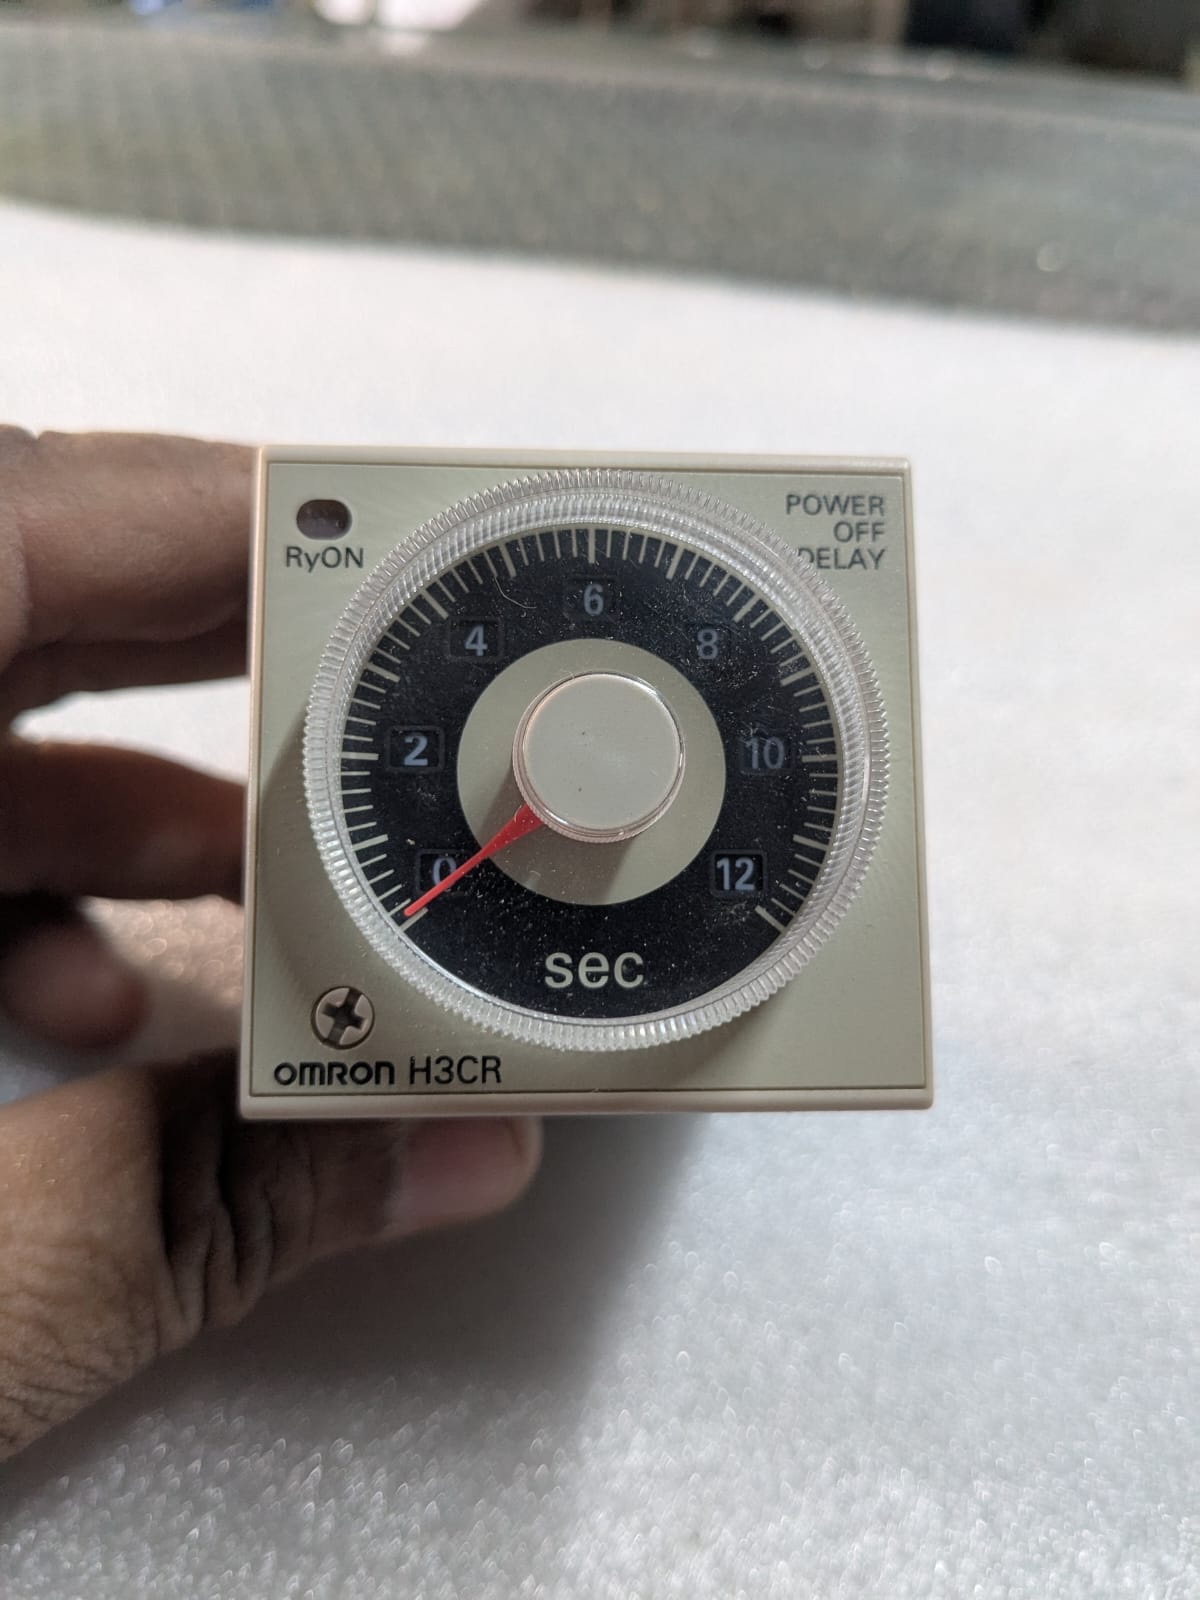 RyON
POWER
OFF
DELAY
6
4
8
2
10
0
12
sec
omron H3CR